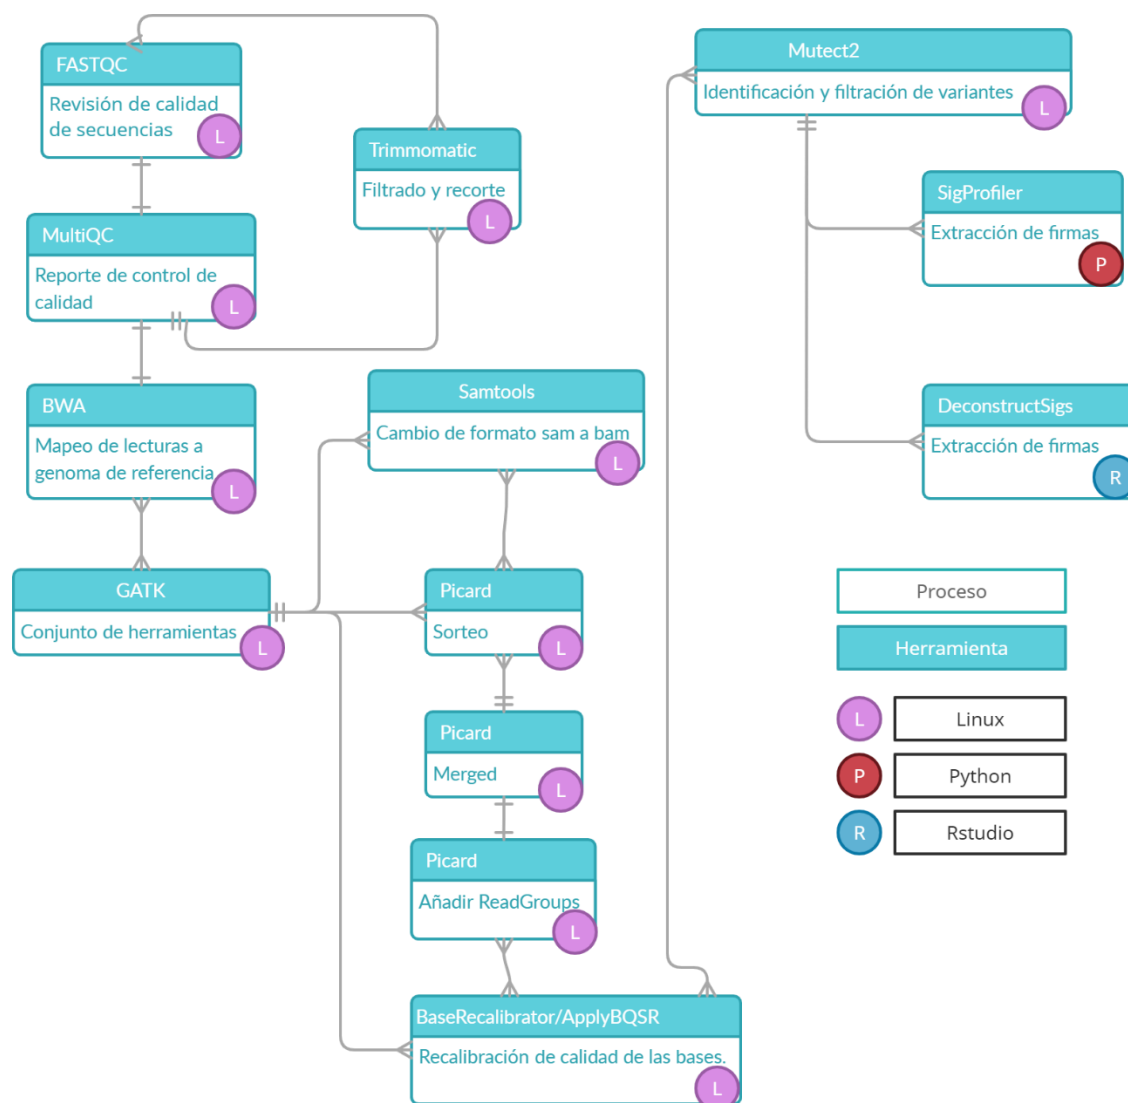 FASTQC
Revisión de calidad
de secuencias
L
Trimmomatic
Filtrado y recorte
L
MultiQC
Reporte de control de
calidad
L
BWA
Mapeo de lecturas a
genoma de referencia
L
GATK
Conjunto de herramientas
L
Samtools
Cambio de formato sam a bam
L
Picard
Sorteo
L
Picard
Merged
L
Picard
Añadir ReadGroups
L
BaseRecalibrator/ApplyBQSR
Recalibración de calidad de las bases.
L
Mutect2
Identificación y filtración de variantes
L
SigProfiler
Extracción de firmas
P
DeconstructSigs
Extracción de firmas
R
Proceso
Herramienta
L Linux
P Python
R Rstudio